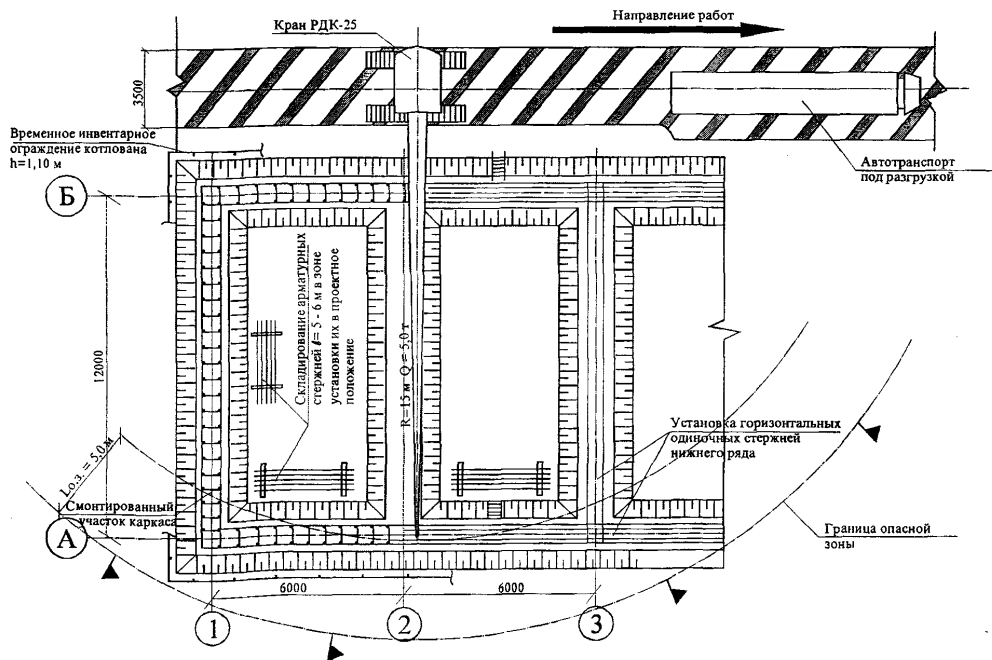 Кран РДК-25
Направление работ
3500
Временное инвентарное
ограждение котлована
h=1,10 м
Автотранспорт
под разгрузкой
Б
Складирование арматурных
стержней ℓ= 5 - 6 м в зоне
установки их в проектное
положение
R=15 м Q = 5,0 т
12000
Lо.з. = 5,0 м
Установка горизонтальных
одиночных стержней
нижнего ряда
Смонтированный
участок каркаса
А
Граница опасной
зоны
6000
6000
1
2
3